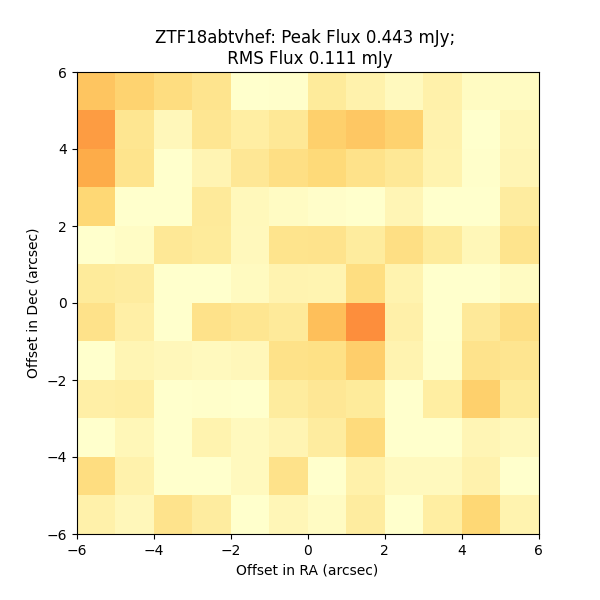 ZTF18abtvhef: Peak Flux 0.443 mJy;
RMS Flux 0.111 mJy
6
4
2
0
−2
−4
−6
Offset in Dec (arcsec)
−6 −4 −2 0 2 4 6
Offset in RA (arcsec)